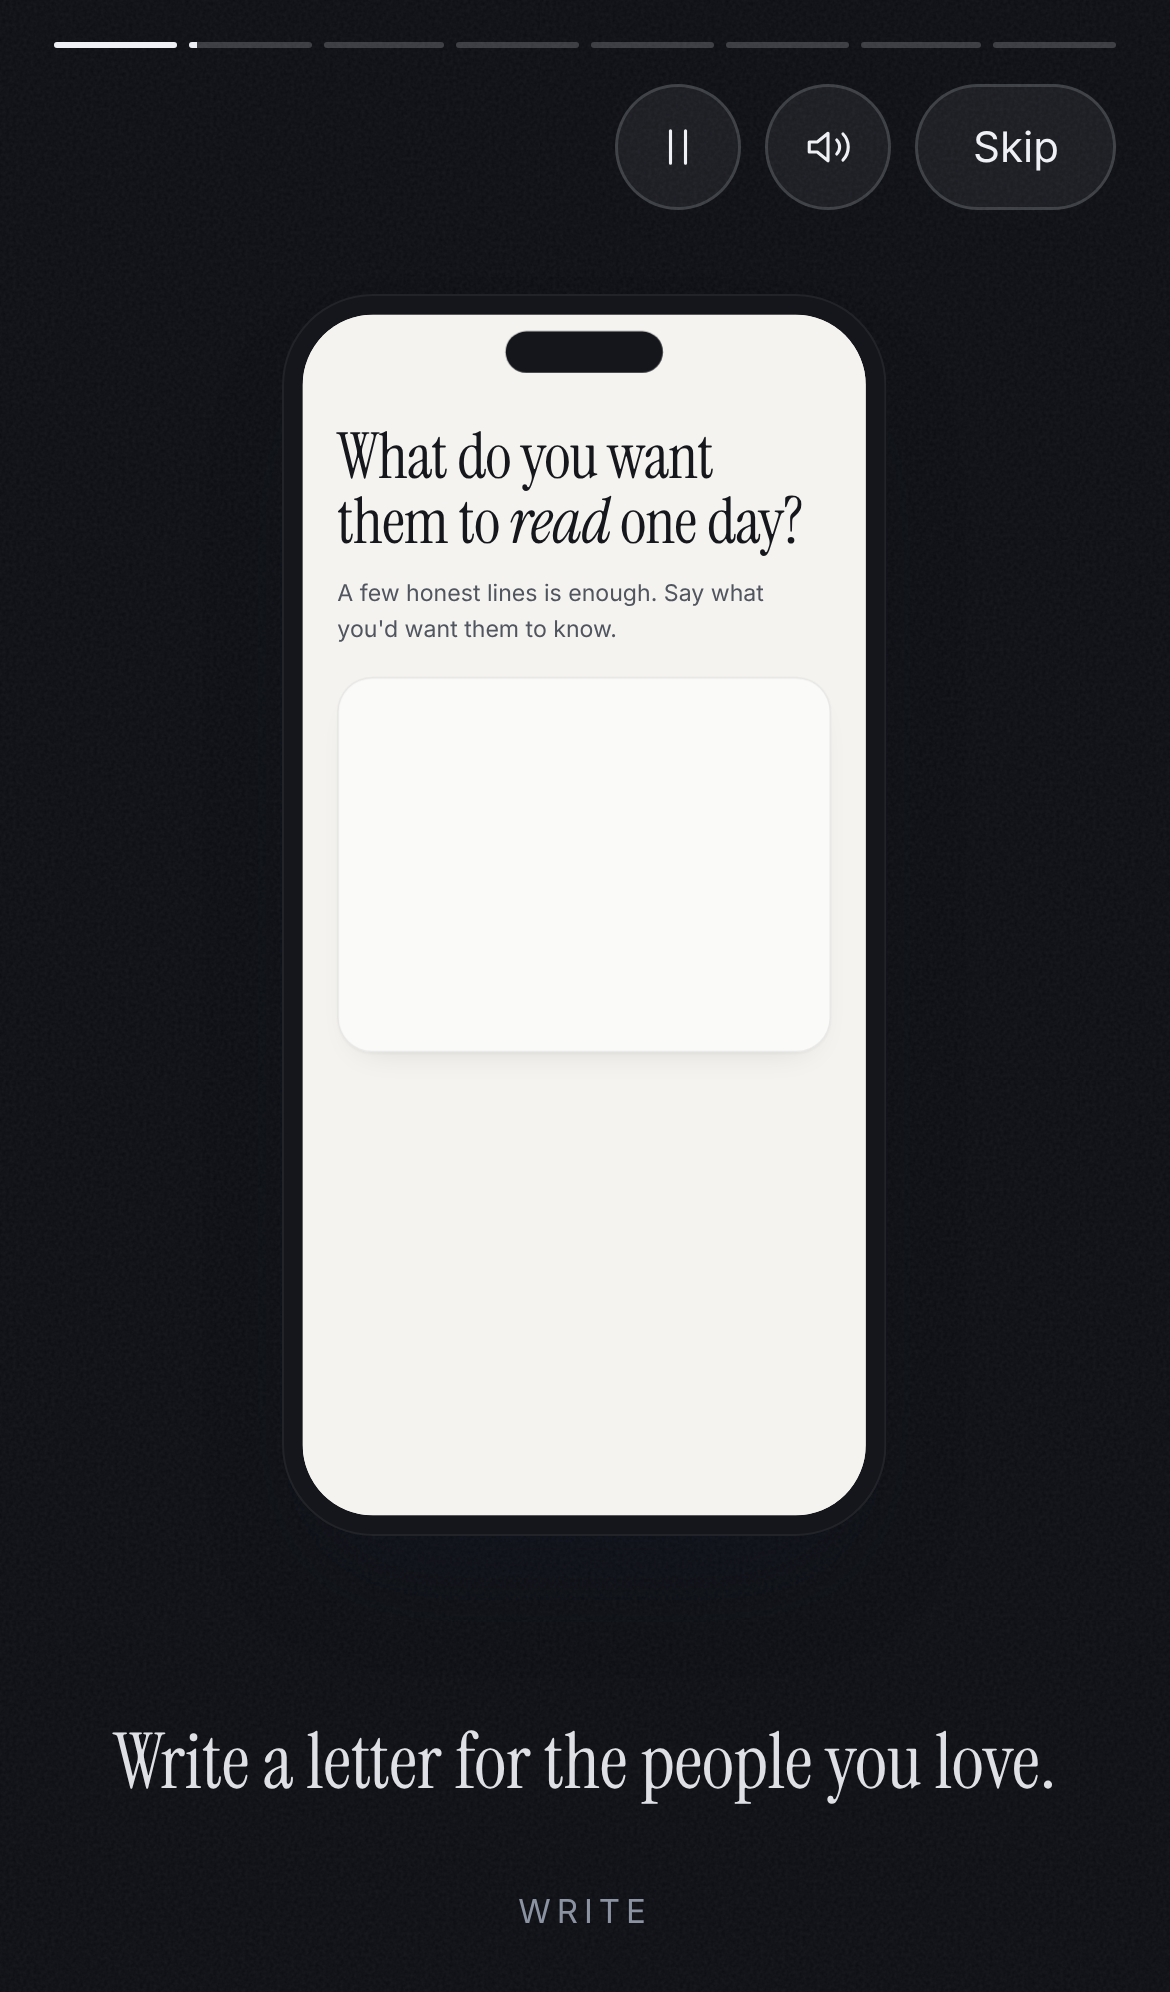 Skip
What do you want
them to read one day?
A few honest lines is enough. Say what
you'd want them to know.
Write a letter for the people you love.
WRITE